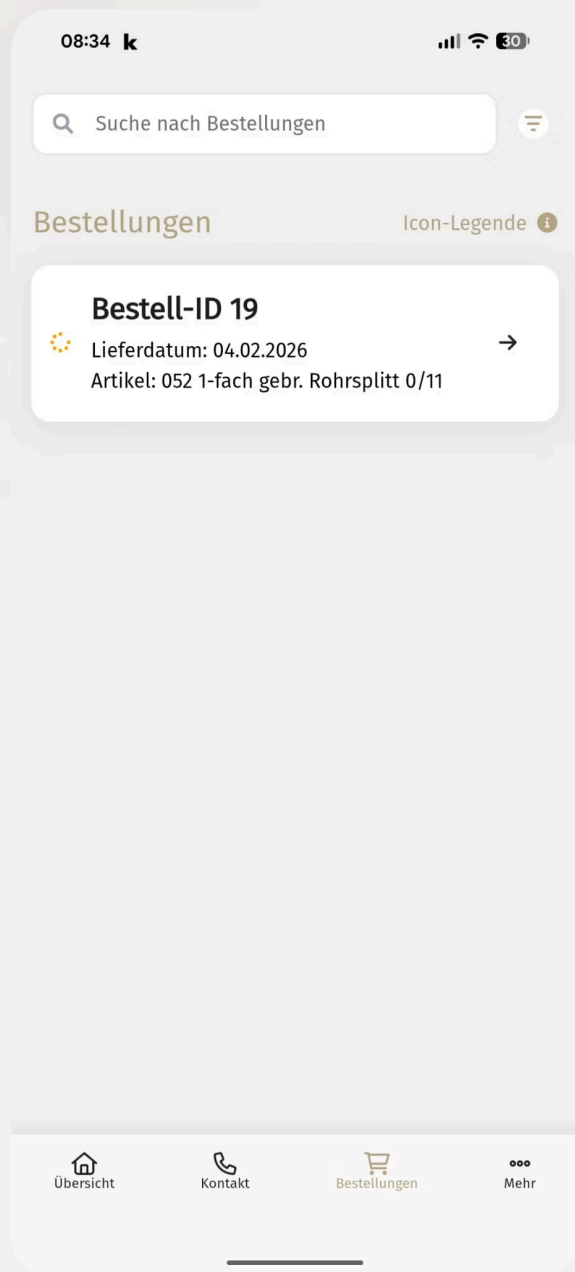 08:34 k
30
Suche nach Bestellungen
Bestellungen
Icon-Legende
Bestell-ID 19
Lieferdatum: 04.02.2026
Artikel: 052 1-fach gebr. Rohrsplitt 0/11
Übersicht
Kontakt
Bestellungen
Mehr